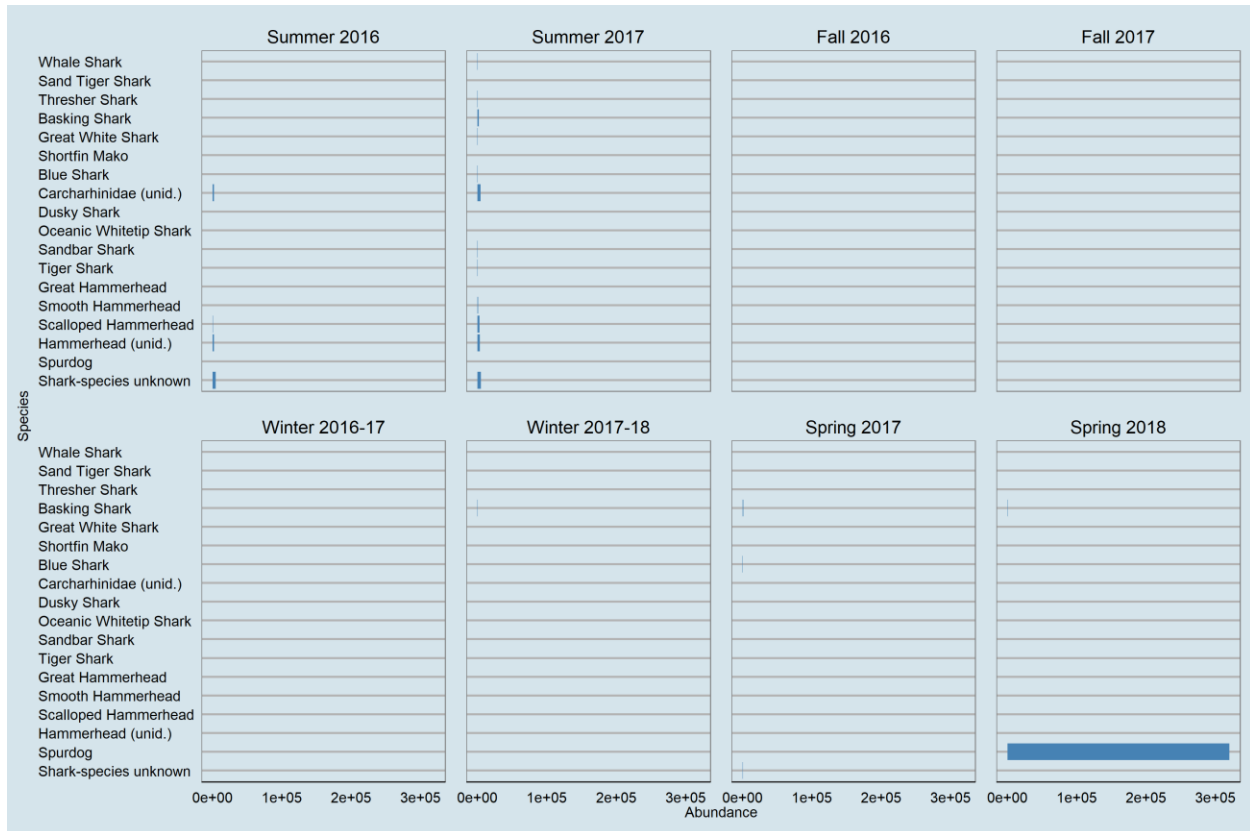 Summer 2016 Summer 2017 Fall 2016 Fall 2017
Whale Shark
Sand Tiger Shark
Thresher Shark
Basking Shark
Great White Shark
Shortfin Mako
Blue Shark
Carcharhinidae (unid.)
Dusky Shark
Oceanic Whitetip Shark
Sandbar Shark
Tiger Shark
Great Hammerhead
Smooth Hammerhead
Scalloped Hammerhead
Hammerhead (unid.)
Spurdog
Shark-species unknown
Species
Winter 2016-17 Winter 2017-18 Spring 2017 Spring 2018
Whale Shark
Sand Tiger Shark
Thresher Shark
Basking Shark
Great White Shark
Shortfin Mako
Blue Shark
Carcharhinidae (unid.)
Dusky Shark
Oceanic Whitetip Shark
Sandbar Shark
Tiger Shark
Great Hammerhead
Smooth Hammerhead
Scalloped Hammerhead
Hammerhead (unid.)
Spurdog
Shark-species unknown
0e+00 1e+05 2e+05 3e+05 0e+00 1e+05 2e+05 3e+05 0e+00 1e+05 2e+05 3e+05 0e+00 1e+05 2e+05 3e+05
Abundance